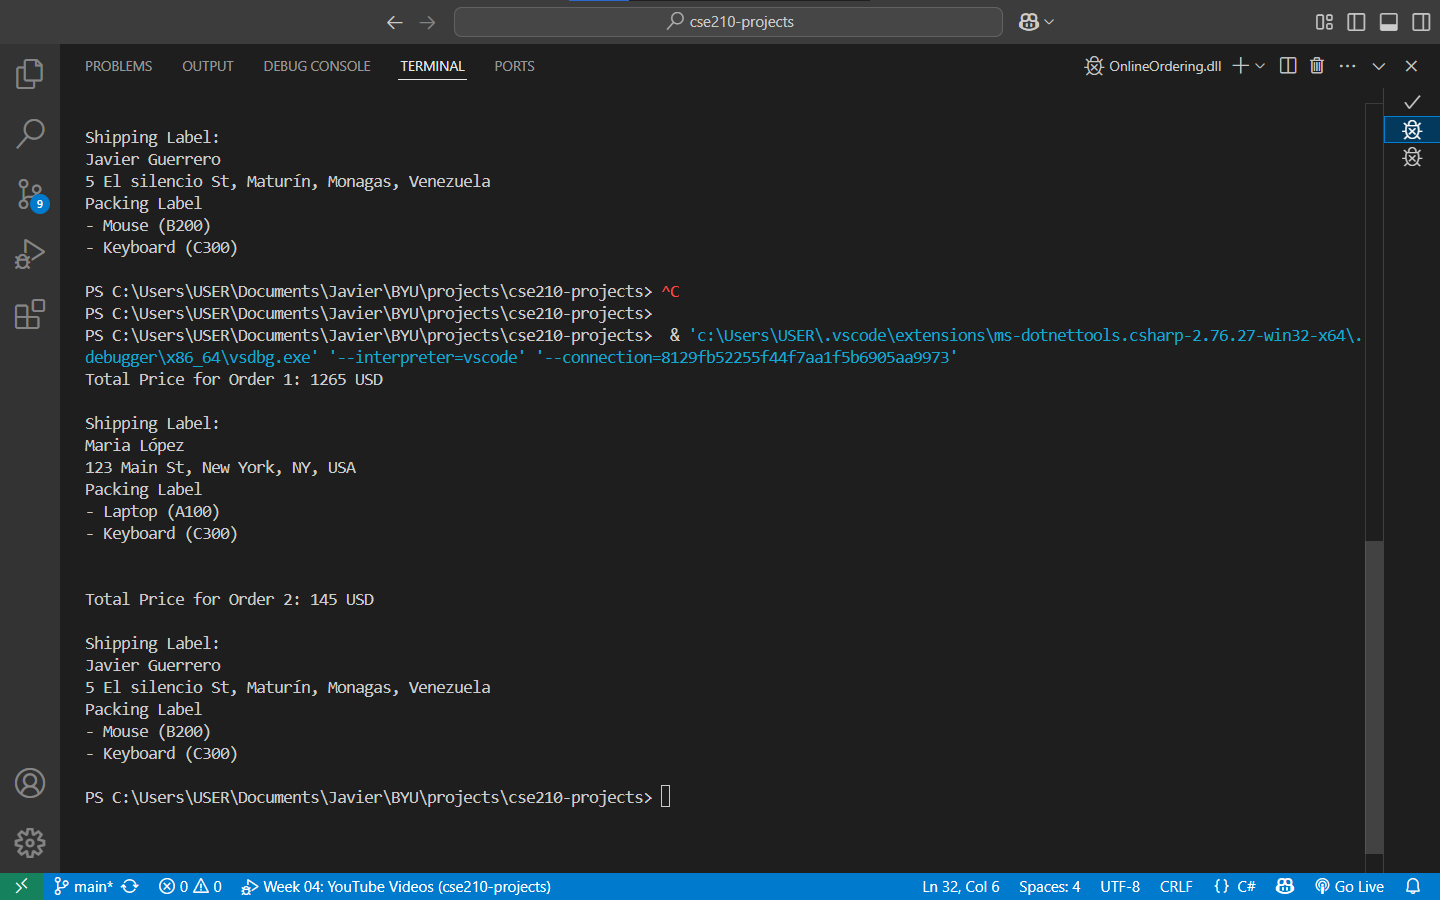 cse210-projects
PROBLEMS OUTPUT DEBUG CONSOLE TERMINAL PORTS OnlineOrdering.dll
Shipping Label:
Javier Guerrero
5 El silencio St, Maturín, Monagas, Venezuela
Packing Label
- Mouse (B200)
- Keyboard (C300)
PS C:\Users\USER\Documents\Javier\BYU\projects\cse210-projects> ^C
PS C:\Users\USER\Documents\Javier\BYU\projects\cse210-projects>
PS C:\Users\USER\Documents\Javier\BYU\projects\cse210-projects>  & 'c:\Users\USER\.vscode\extensions\ms-dotnettools.csharp-2.76.27-win32-x64\.
debugger\x86_64\vsdbg.exe' '--interpreter=vscode' '--connection=8129fb52255f44f7aa1f5b6905aa9973'
Total Price for Order 1: 1265 USD
Shipping Label:
Maria López
123 Main St, New York, NY, USA
Packing Label
- Laptop (A100)
- Keyboard (C300)
Total Price for Order 2: 145 USD
Shipping Label:
Javier Guerrero
5 El silencio St, Maturín, Monagas, Venezuela
Packing Label
- Mouse (B200)
- Keyboard (C300)
PS C:\Users\USER\Documents\Javier\BYU\projects\cse210-projects>
9
main* 0 0 Week 04: YouTube Videos (cse210-projects) Ln 32, Col 6 Spaces: 4 UTF-8 CRLF {} C# Go Live